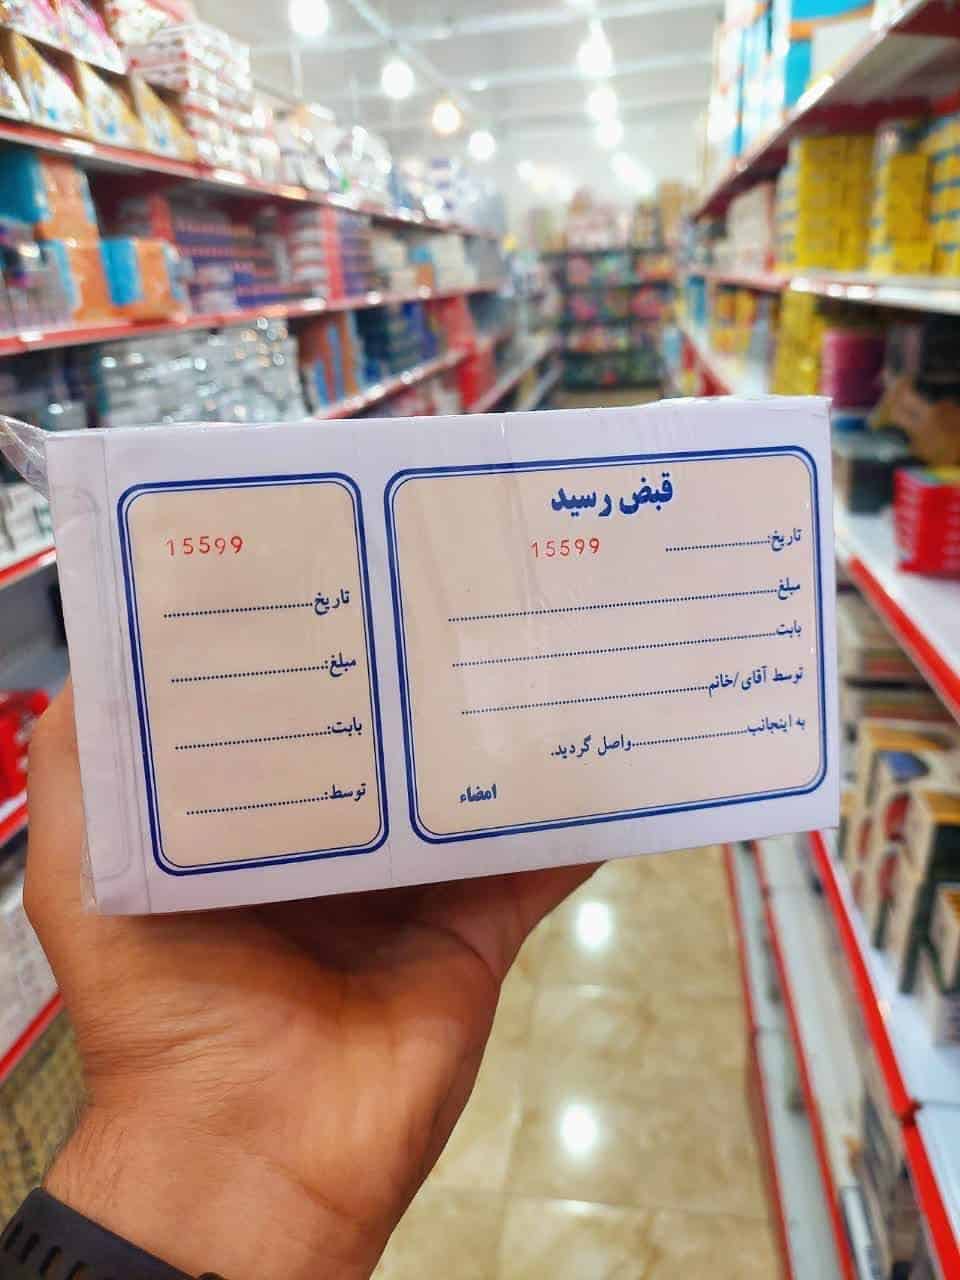 قبض رسید
تاریخ:........................ 15599
مبلغ........................
بابت........................
توسط آقای/خانم........................
به اینجانب........................واصل گردید.
امضاء
15599
تاریخ........................
مبلغ:........................
بابت:........................
توسط:........................